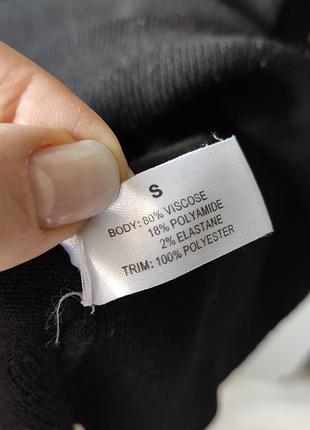 S
BODY: 80% VISCOSE
18% POLYAMIDE
2% ELASTANE
TRIM: 100% POLYESTER